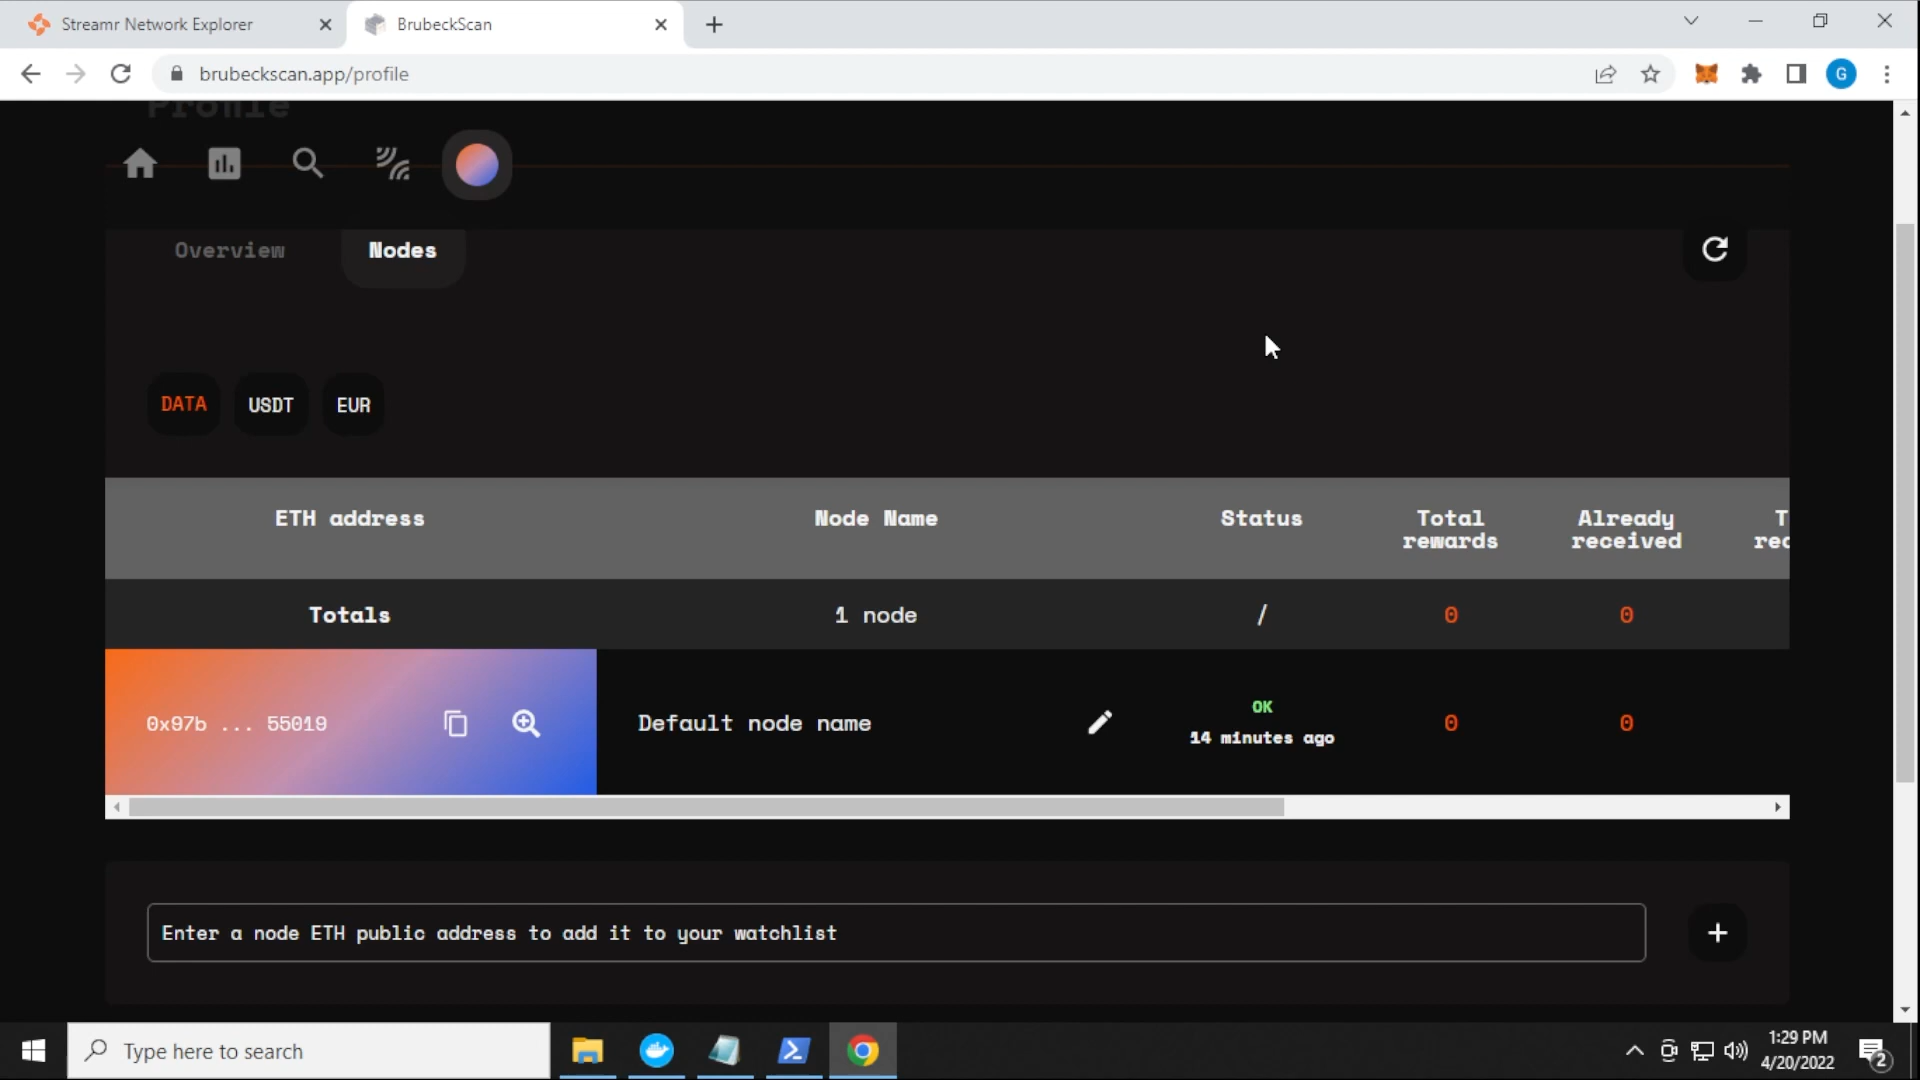 Streamr Network Explorer
BrubeckScan
brubeckscan.app/profile
G
Profile
Overview
Nodes
DATA
USDT
EUR
ETH address
Node Name
Status
Total
rewards
Already
received
T
rec
Totals
1 node
/
0
0
0x97b ... 55019
Default node name
OK
14 minutes ago
0
0
Enter a node ETH public address to add it to your watchlist
+
Type here to search
1:29 PM
4/20/2022
2